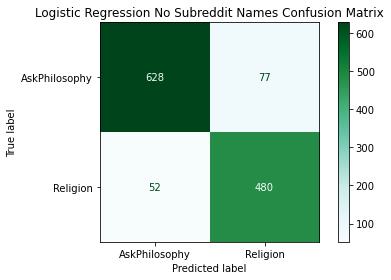 Logistic Regression No Subreddit Names Confusion Matrix
AskPhilosophy
628
77
Religion
52
480
True label
AskPhilosophy
Religion
Predicted label
600
500
400
300
200
100